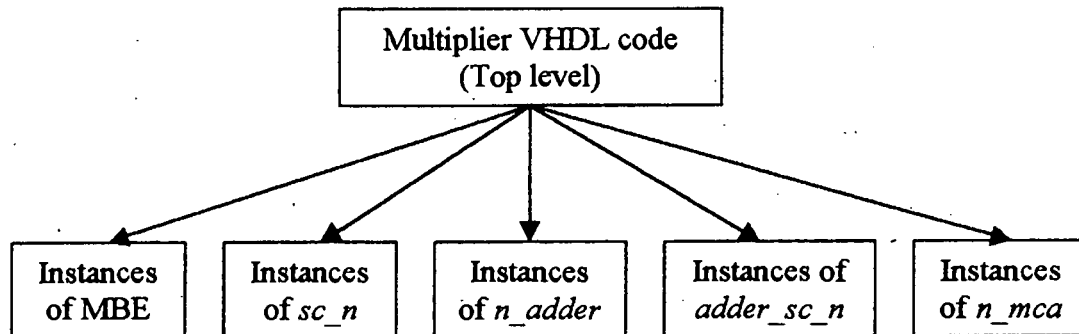 Multiplier VHDL code
(Top level)
Instances
of MBE
Instances
of sc_n
Instances
of n_adder
Instances of
adder_sc_n
Instances
of n_mca